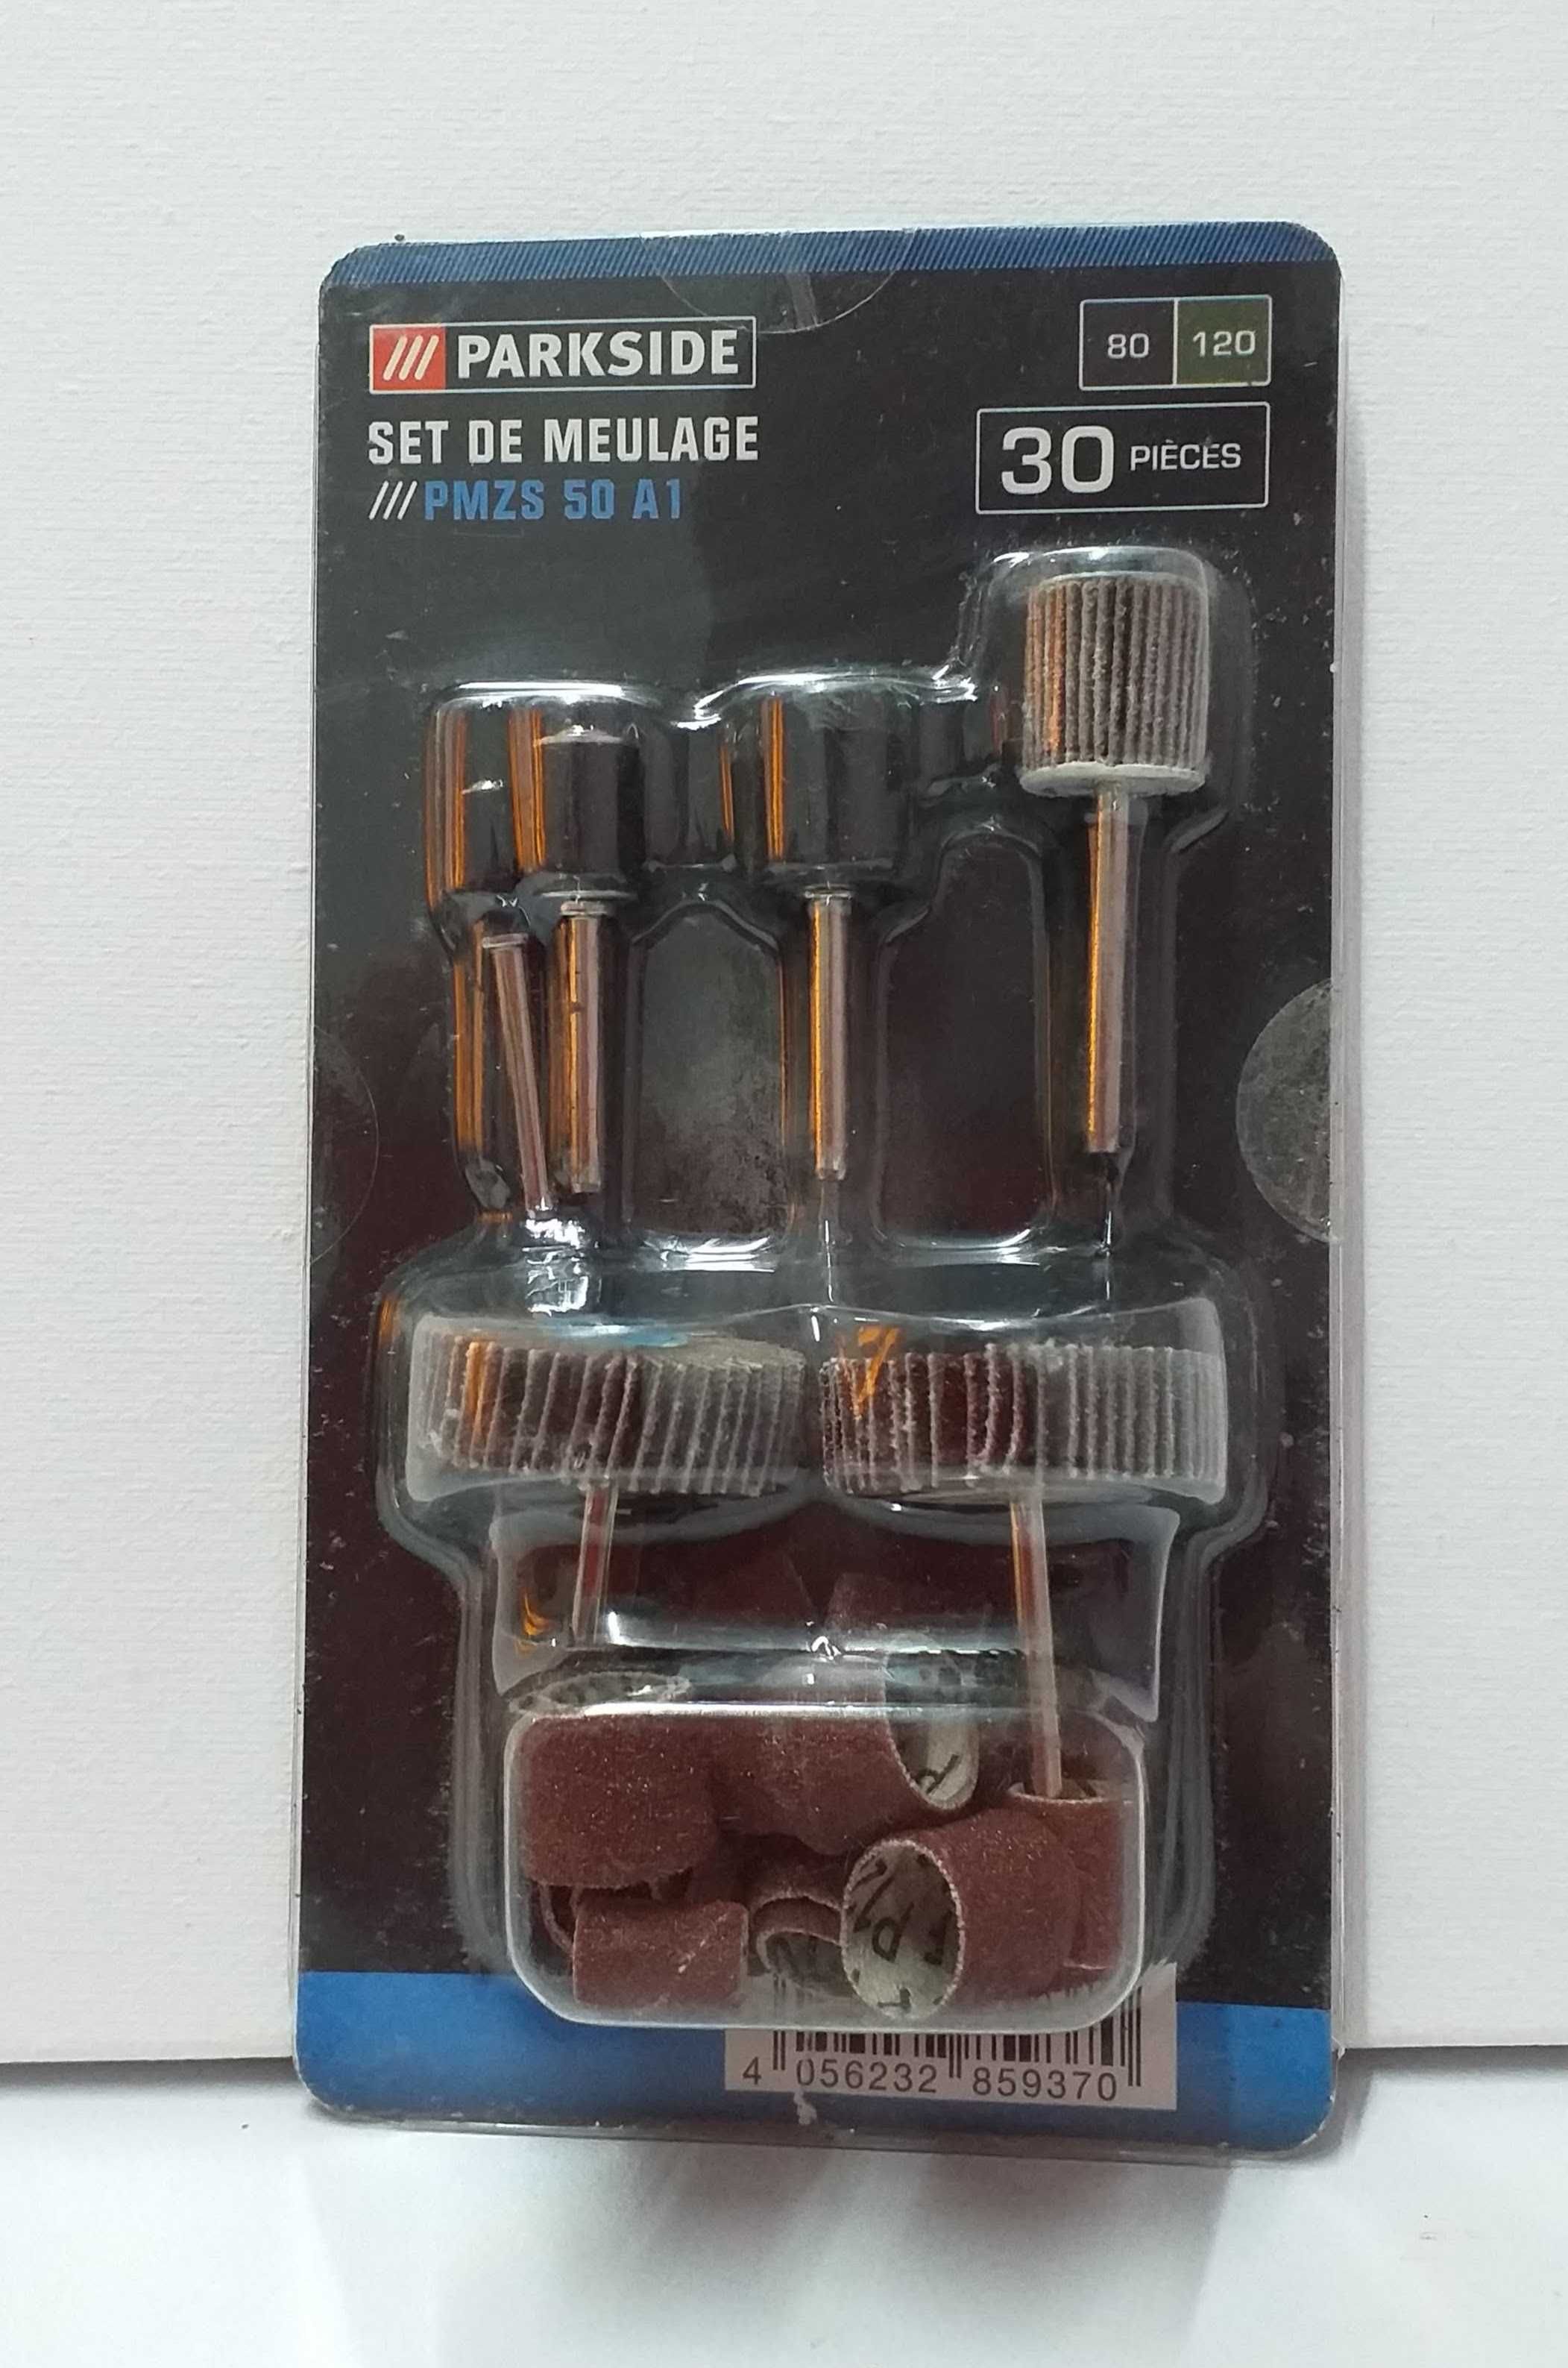 /// PARKSIDE
80 120
SET DE MEULAGE
30 PIÈCES
/// PMZS 50 A1
4 056232 859370